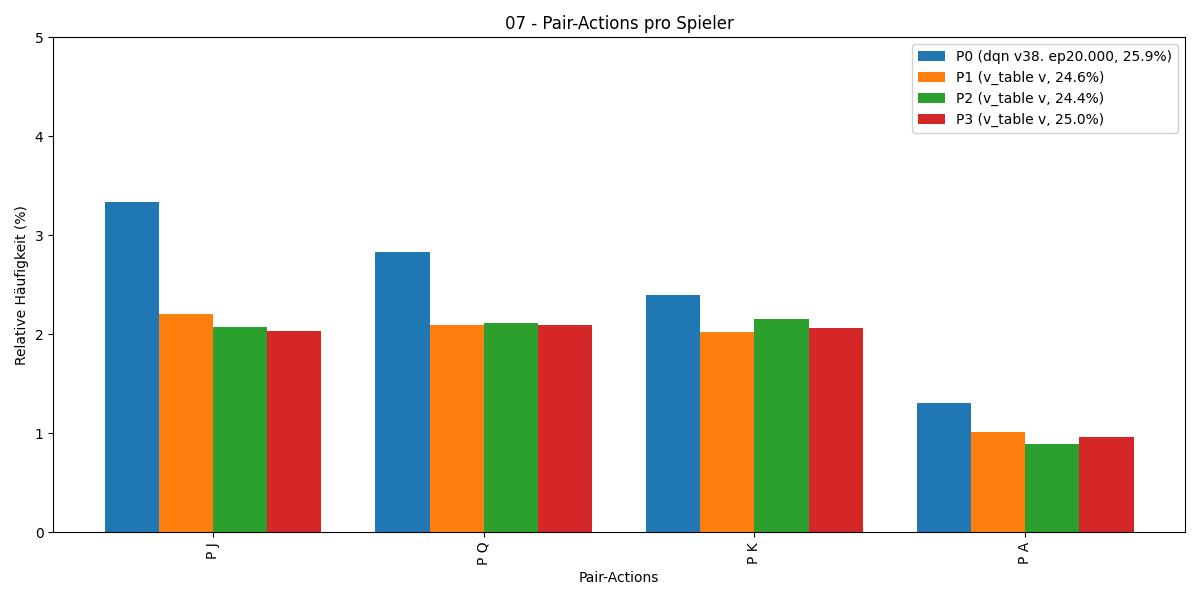 07 - Pair-Actions pro Spieler
P0 (dqn v38. ep20.000, 25.9%)
P1 (v_table v, 24.6%)
P2 (v_table v, 24.4%)
P3 (v_table v, 25.0%)
Relative Häufigkeit (%)
5
4
3
2
1
0
P J
P Q
P K
P A
Pair-Actions